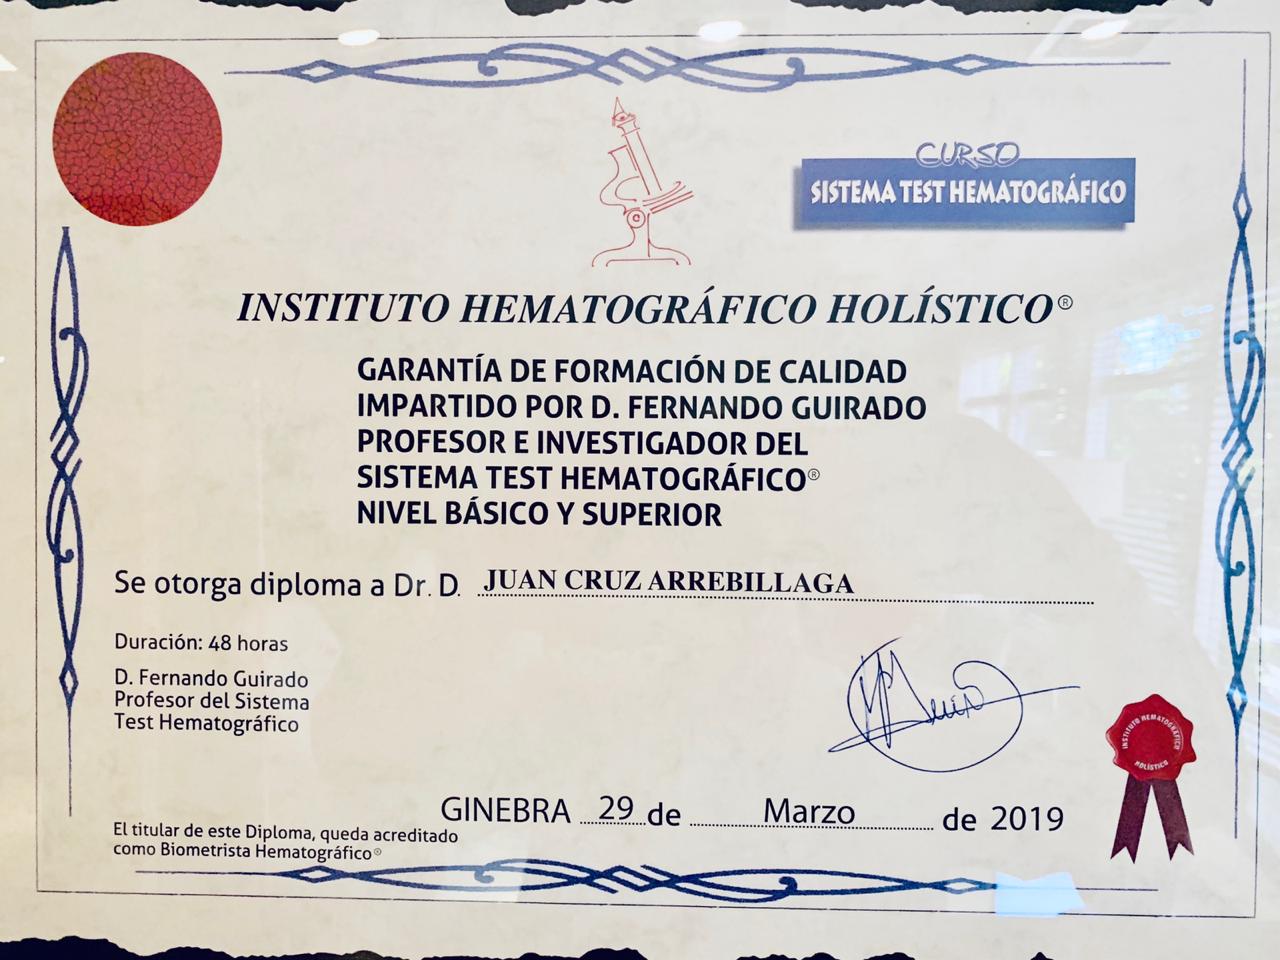 CURSO
SISTEMA TEST HEMATOGRÁFICO
INSTITUTO HEMATOGRÁFICO HOLÍSTICO®
GARANTÍA DE FORMACIÓN DE CALIDAD
IMPARTIDO POR D. FERNANDO GUIRADO
PROFESOR E INVESTIGADOR DEL
SISTEMA TEST HEMATOGRÁFICO®
NIVEL BÁSICO Y SUPERIOR
Se otorga diploma a Dr. D. JUAN CRUZ ARREBILLAGA
Duración: 48 horas
D. Fernando Guirado
Profesor del Sistema
Test Hematográfico
INSTITUTO HEMATOGRÁFICO
HOLÍSTICO
GINEBRA 29 de Marzo de 2019
El titular de este Diploma, queda acreditado
como Biometrista Hematográfico®